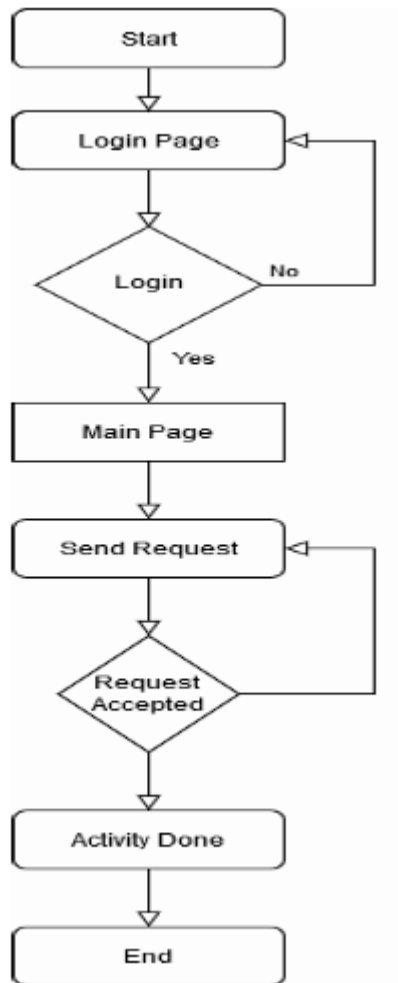 Start
Login Page
Login
No
Yes
Main Page
Send Request
Request
Accepted
Activity Done
End